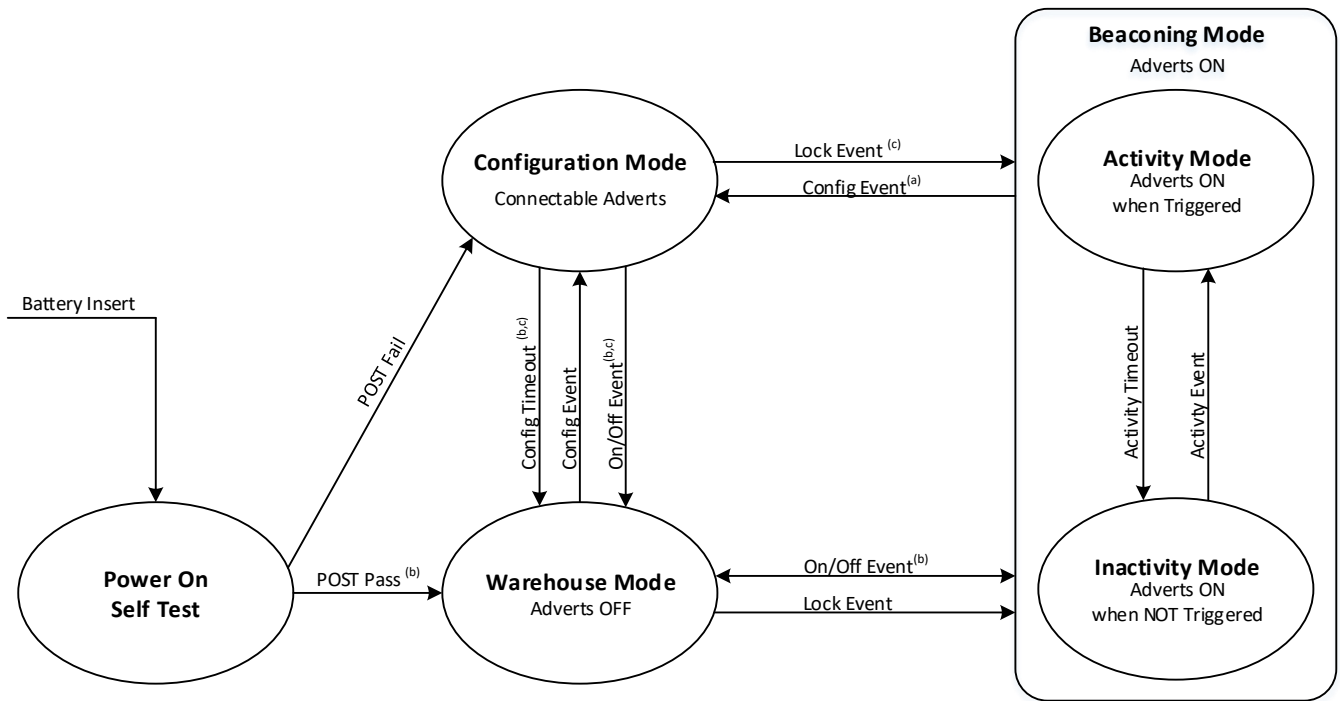 Beaconing Mode
Adverts ON
Configuration Mode
Connectable Adverts
Lock Event (c)
Config Event(a)
Activity Mode
Adverts ON
when Triggered
Battery Insert
POST Fail
Config Timeout (b,c)
Config Event
On/Off Event(b,c)
Activity Timeout
Activty Event
Power On
Self Test
POST Pass (b)
Warehouse Mode
Adverts OFF
On/Off Event(b)
Lock Event
Inactivity Mode
Adverts ON
when NOT Triggered